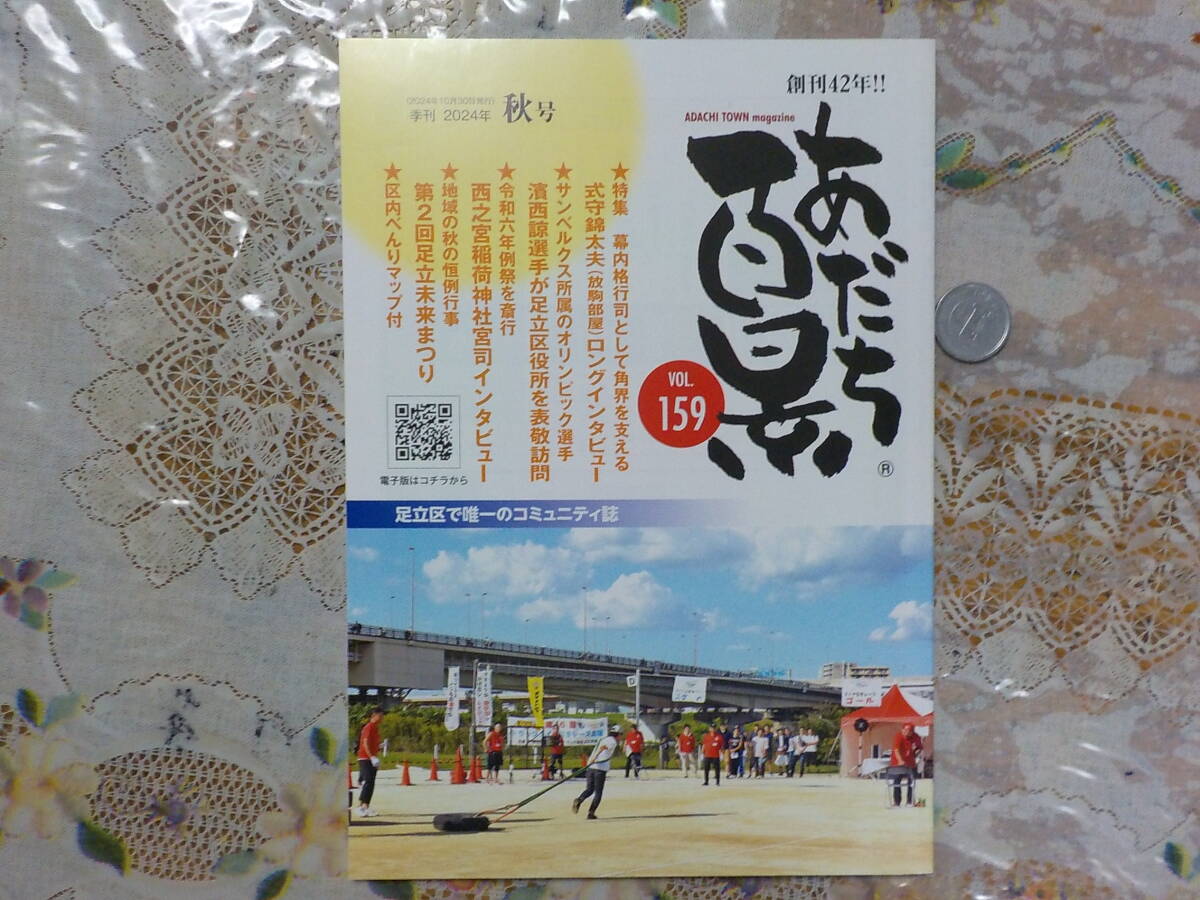 創刊42年!!
ADACHI TOWN magazine
あだち
百景
®
VOL.
159
(2024年10月30日発行)
季刊 2024年 秋号
★特集 幕内格行司として角界を支える
式守錦太夫(放駒部屋)ロングインタビュー
★サンベルクス所属のオリンピック選手
濱西諒選手が足立区役所を表敬訪問
★令和六年例祭を斎行
西之宮稲荷神社宮司インタビュー
★地域の秋の恒例行事
第2回足立未来まつり
★区内べんりマップ付
電子版はコチラから
足立区で唯一のコミュニティ誌
ゴール
1